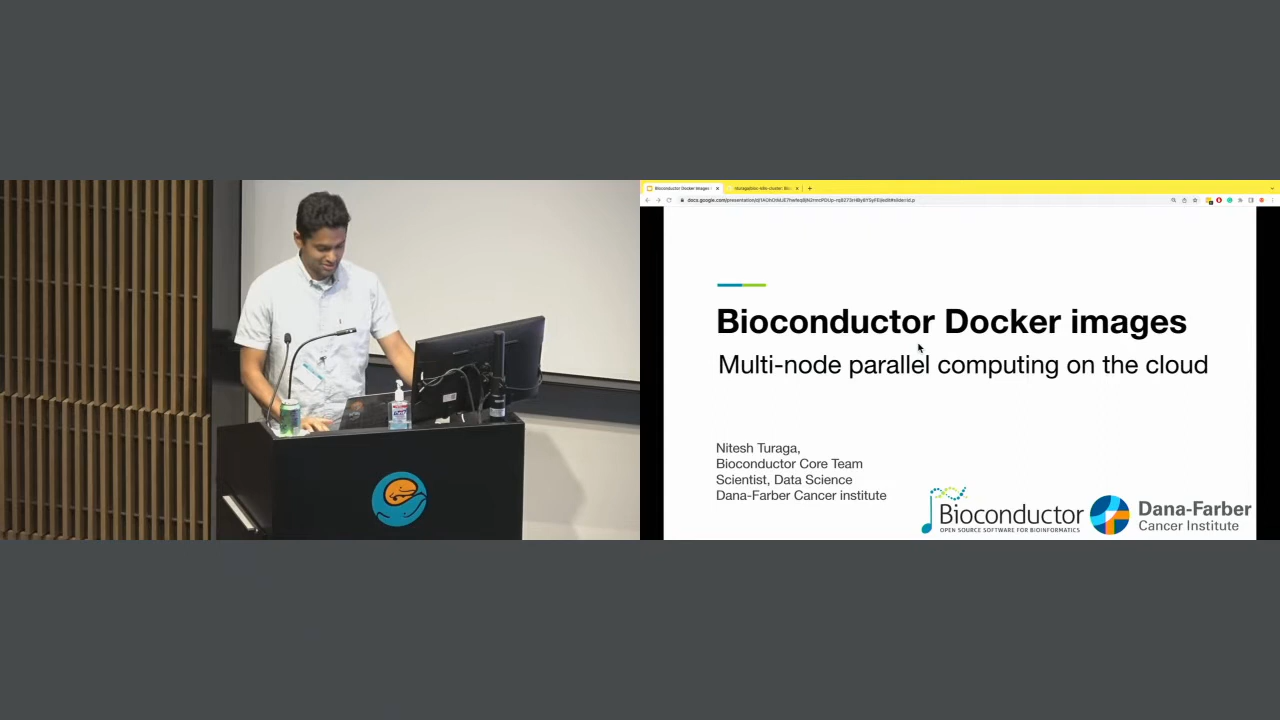 Bioconductor Docker images
Multi-node parallel computing on the cloud
Nitesh Turaga,
Bioconductor Core Team
Scientist, Data Science
Dana-Farber Cancer institute
Bioconductor
OPEN SOURCE SOFTWARE FOR BIOINFORMATICS
Dana-Farber
Cancer Institute